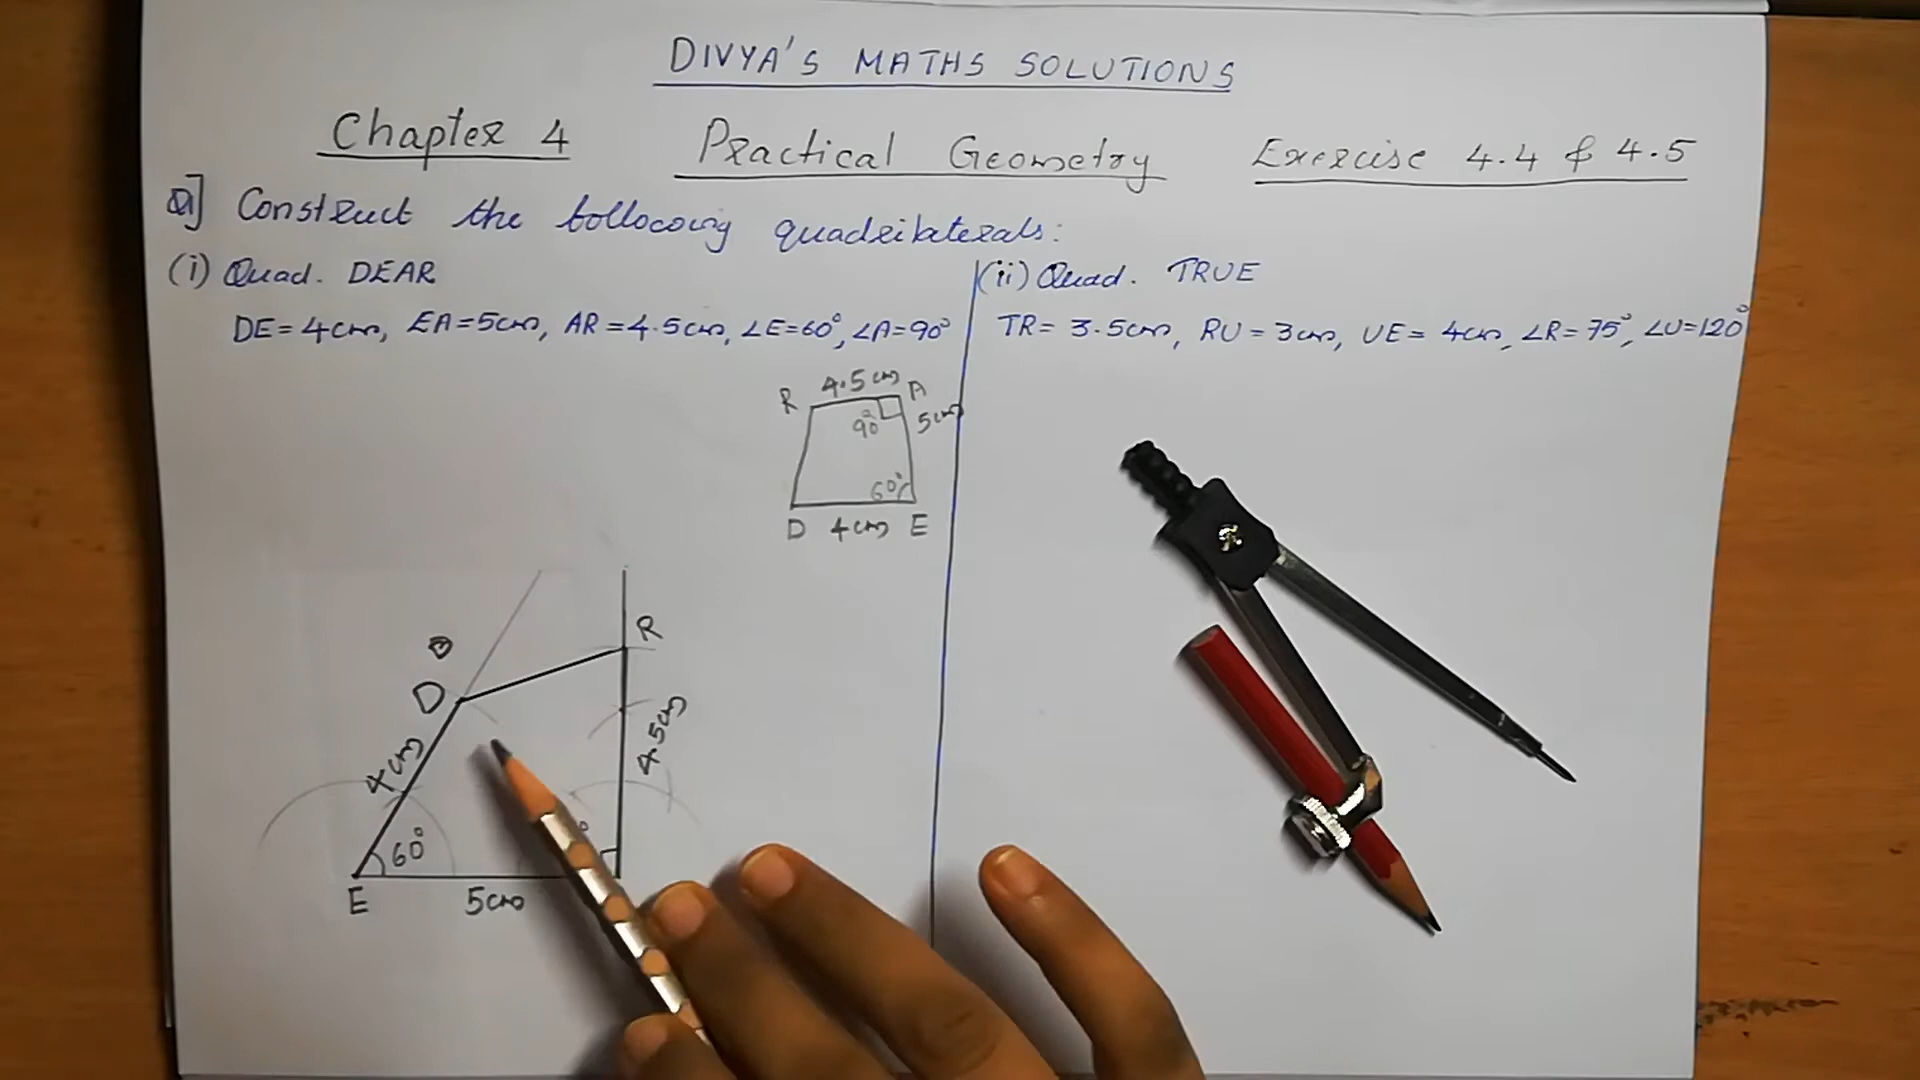 DIVYA'S MATHS SOLUTIONS
Chapter 4 Practical Geometry Exercise 4.4 & 4.5
Q1] Construct the following quadrilaterals:
(i) Quad. DEAR
DE = 4cm, EA = 5cm, AR = 4.5cm, ∠E = 60°, ∠A = 90°
(ii) Quad. TRUE
TR = 3.5cm, RU = 3cm, UE = 4cm, ∠R = 75°, ∠U = 120°
R 4.5cm A
90° 5cm
60°
D 4cm E
R
D
4cm 4.5cm
60°
E 5cm